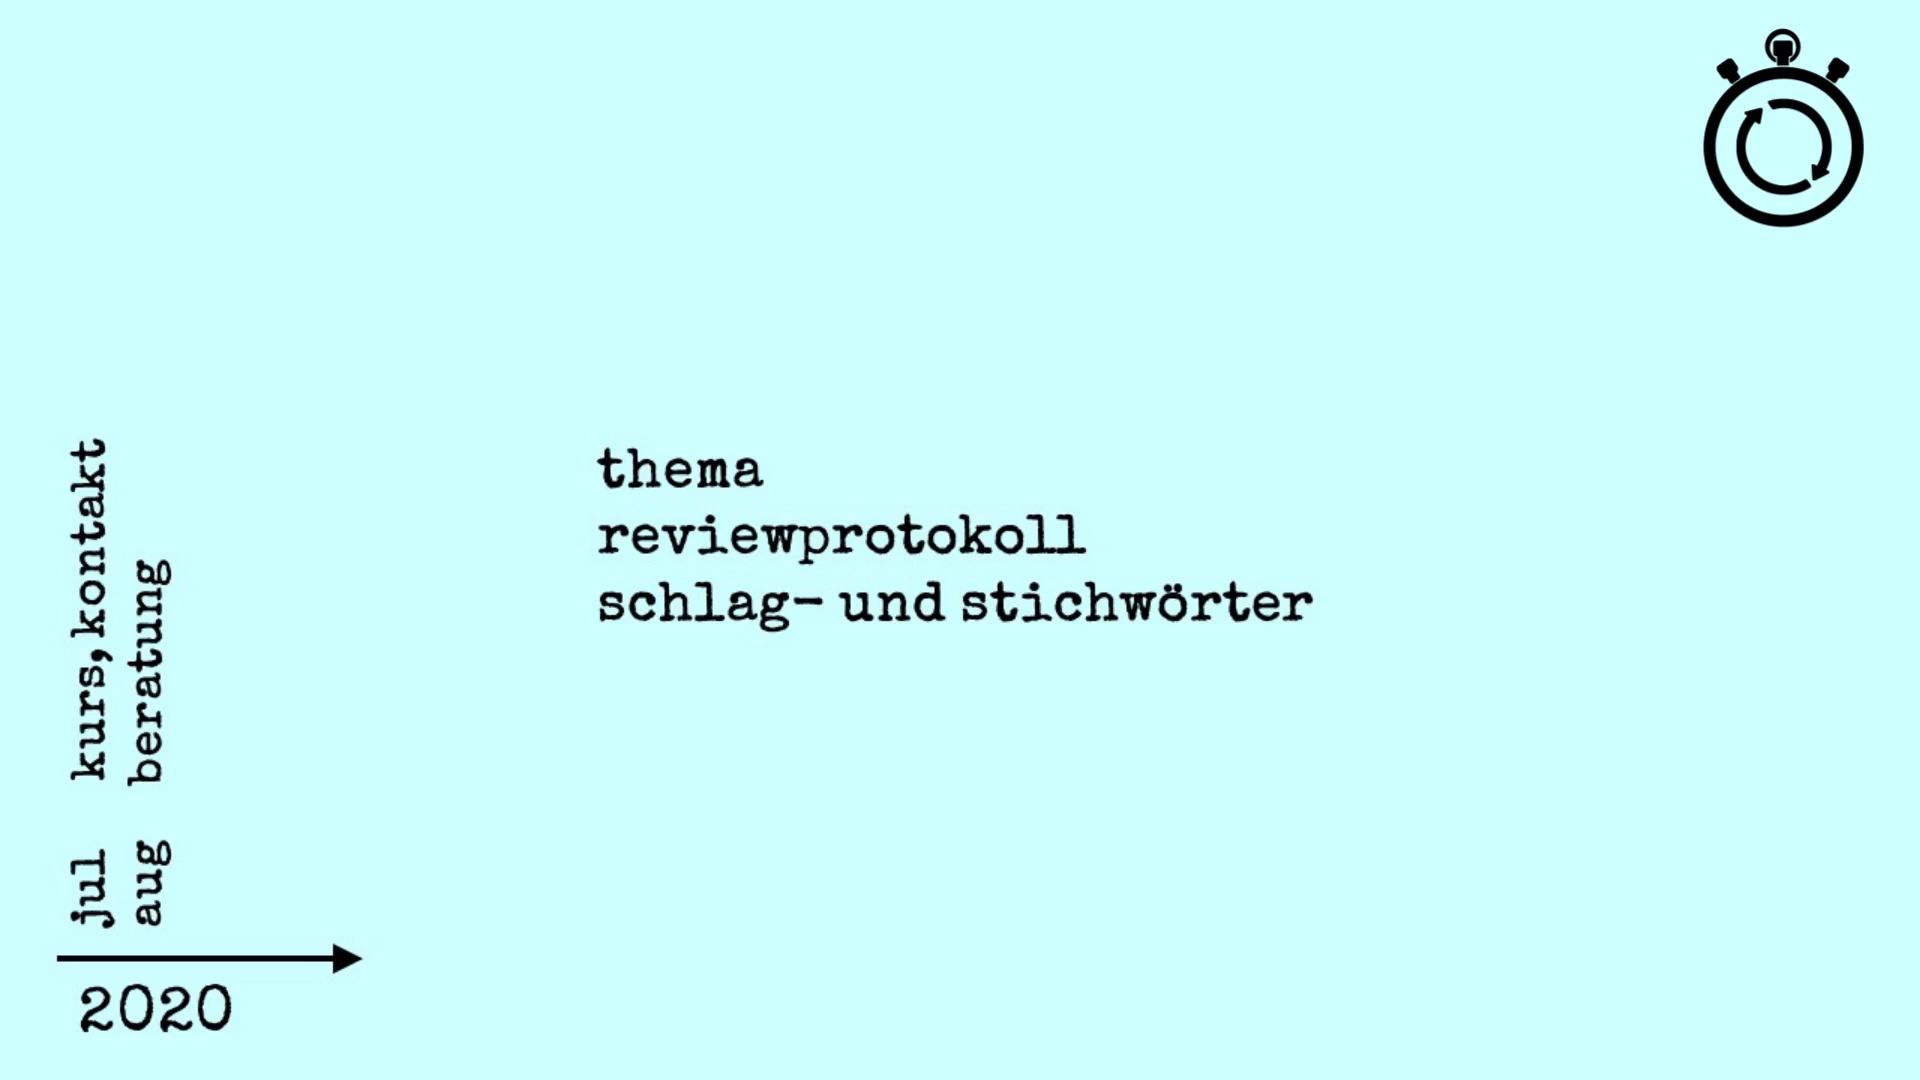 thema
reviewprotokoll
schlag- und stichwörter
jul kurs, kontakt
aug beratung
2020